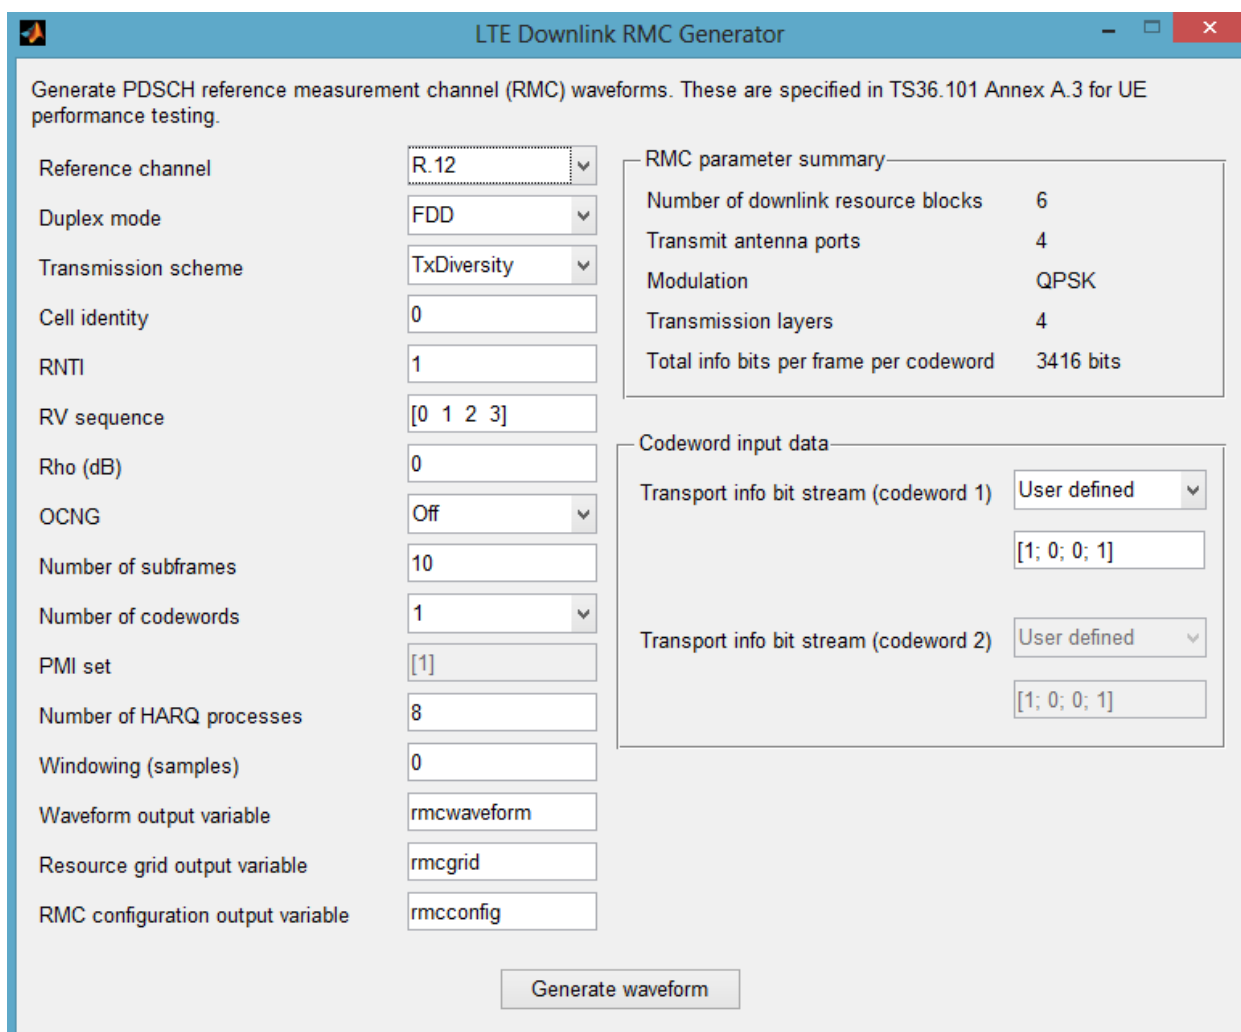 LTE Downlink RMC Generator
Generate PDSCH reference measurement channel (RMC) waveforms. These are specified in TS36.101 Annex A.3 for UE
performance testing.
Reference channel R.12
Duplex mode FDD
Transmission scheme TxDiversity
Cell identity 0
RNTI 1
RV sequence [0 1 2 3]
Rho (dB) 0
OCNG Off
Number of subframes 10
Number of codewords 1
PMI set [1]
Number of HARQ processes 8
Windowing (samples) 0
Waveform output variable rmcwaveform
Resource grid output variable rmcgrid
RMC configuration output variable rmcconfig
RMC parameter summary
Number of downlink resource blocks 6
Transmit antenna ports 4
Modulation QPSK
Transmission layers 4
Total info bits per frame per codeword 3416 bits
Codeword input data
Transport info bit stream (codeword 1) User defined
[1; 0; 0; 1]
Transport info bit stream (codeword 2) User defined
[1; 0; 0; 1]
Generate waveform